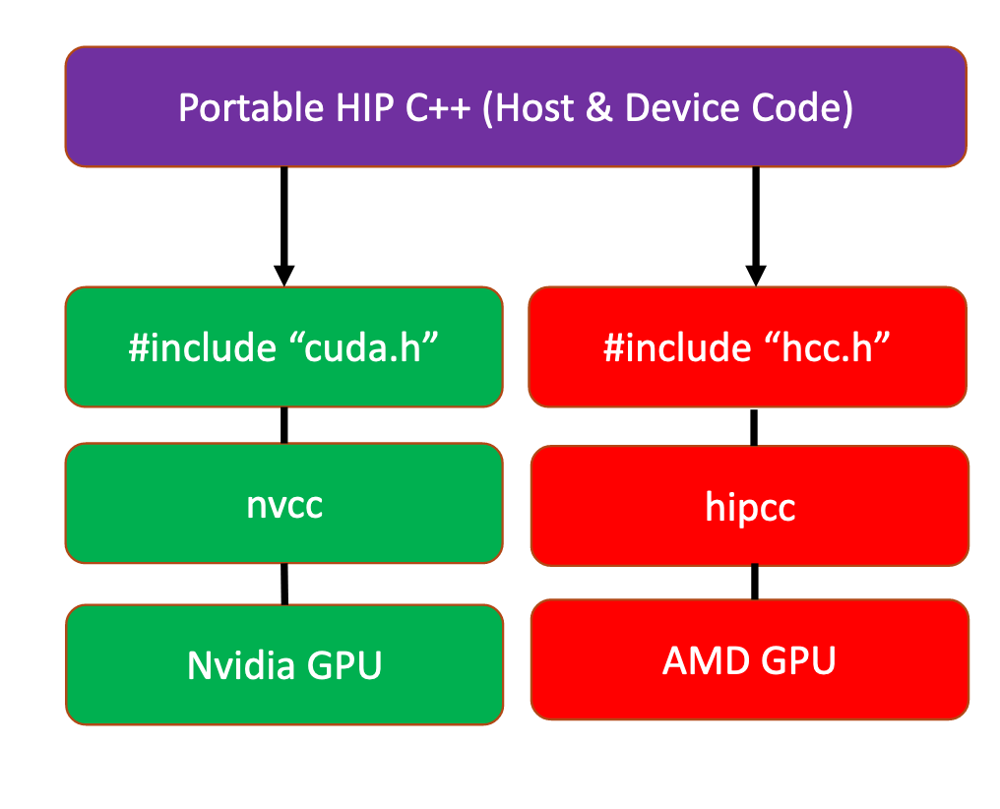 Portable HIP C++ (Host & Device Code)
#include “cuda.h”
#include “hcc.h”
nvcc
hipcc
Nvidia GPU
AMD GPU